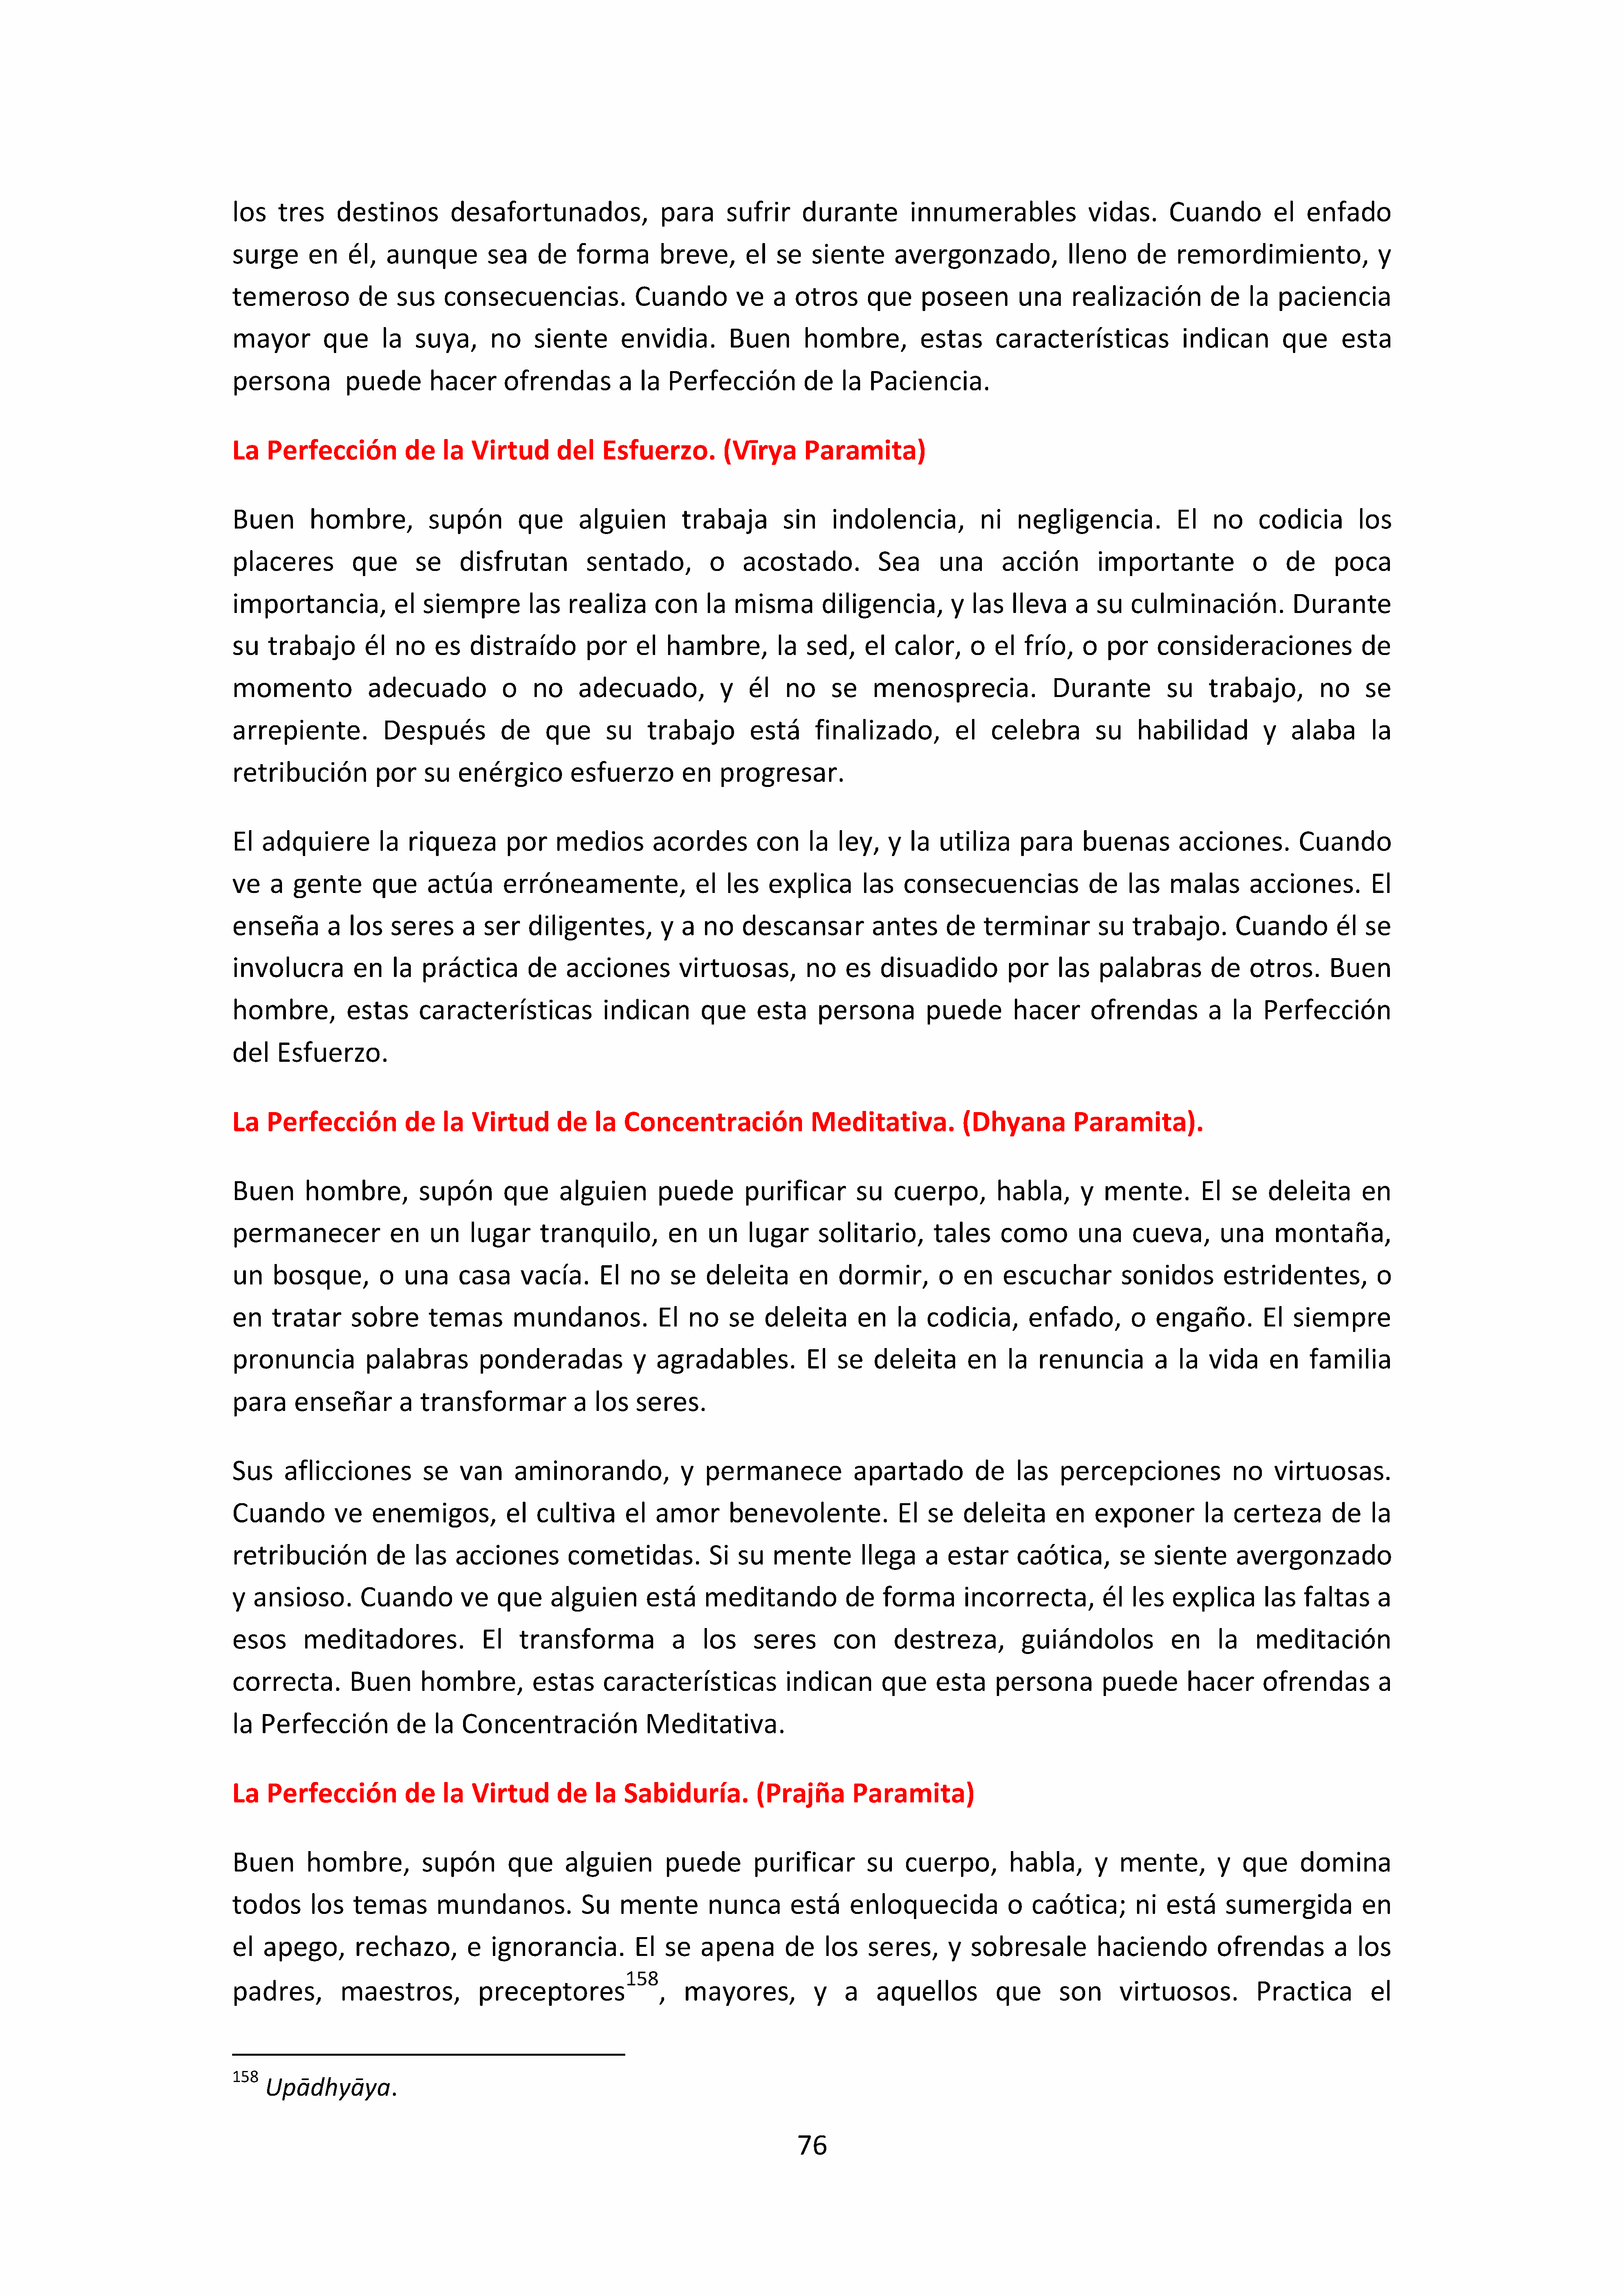 los tres destinos desafortunados, para sufrir durante innumerables vidas. Cuando el enfado
surge en él, aunque sea de forma breve, el se siente avergonzado, lleno de remordimiento, y
temeroso de sus consecuencias. Cuando ve a otros que poseen una realización de la paciencia
mayor que la suya, no siente envidia. Buen hombre, estas características indican que esta
persona  puede hacer ofrendas a la Perfección de la Paciencia.
La Perfección de la Virtud del Esfuerzo. (Vīrya Paramita)
Buen hombre, supón que alguien trabaja sin indolencia, ni negligencia. El no codicia los
placeres que se disfrutan sentado, o acostado. Sea una acción importante o de poca
importancia, el siempre las realiza con la misma diligencia, y las lleva a su culminación. Durante
su trabajo él no es distraído por el hambre, la sed, el calor, o el frío, o por consideraciones de
momento adecuado o no adecuado, y él no se menosprecia. Durante su trabajo, no se
arrepiente. Después de que su trabajo está finalizado, el celebra su habilidad y alaba la
retribución por su enérgico esfuerzo en progresar.
El adquiere la riqueza por medios acordes con la ley, y la utiliza para buenas acciones. Cuando
ve a gente que actúa erróneamente, el les explica las consecuencias de las malas acciones. El
enseña a los seres a ser diligentes, y a no descansar antes de terminar su trabajo. Cuando él se
involucra en la práctica de acciones virtuosas, no es disuadido por las palabras de otros. Buen
hombre, estas características indican que esta persona puede hacer ofrendas a la Perfección
del Esfuerzo.
La Perfección de la Virtud de la Concentración Meditativa. (Dhyana Paramita).
Buen hombre, supón que alguien puede purificar su cuerpo, habla, y mente. El se deleita en
permanecer en un lugar tranquilo, en un lugar solitario, tales como una cueva, una montaña,
un bosque, o una casa vacía. El no se deleita en dormir, o en escuchar sonidos estridentes, o
en tratar sobre temas mundanos. El no se deleita en la codicia, enfado, o engaño. El siempre
pronuncia palabras ponderadas y agradables. El se deleita en la renuncia a la vida en familia
para enseñar a transformar a los seres.
Sus aflicciones se van aminorando, y permanece apartado de las percepciones no virtuosas.
Cuando ve enemigos, el cultiva el amor benevolente. El se deleita en exponer la certeza de la
retribución de las acciones cometidas. Si su mente llega a estar caótica, se siente avergonzado
y ansioso. Cuando ve que alguien está meditando de forma incorrecta, él les explica las faltas a
esos meditadores. El transforma a los seres con destreza, guiándolos en la meditación
correcta. Buen hombre, estas características indican que esta persona puede hacer ofrendas a
la Perfección de la Concentración Meditativa.
La Perfección de la Virtud de la Sabiduría. (Prajña Paramita)
Buen hombre, supón que alguien puede purificar su cuerpo, habla, y mente, y que domina
todos los temas mundanos. Su mente nunca está enloquecida o caótica; ni está sumergida en
el apego, rechazo, e ignorancia. El se apena de los seres, y sobresale haciendo ofrendas a los
padres, maestros, preceptores158, mayores, y a aquellos que son virtuosos. Practica el
158 Upādhyāya.
76